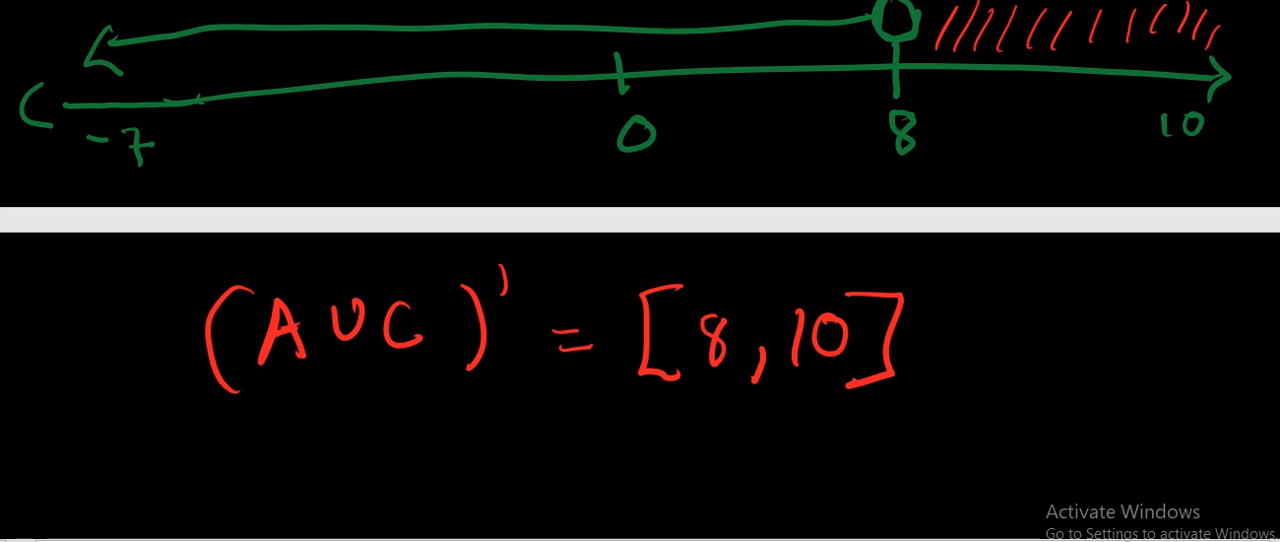 -7 0 8 10
(A ∪ C)' = [8, 10]
Activate Windows
Go to Settings to activate Windows.